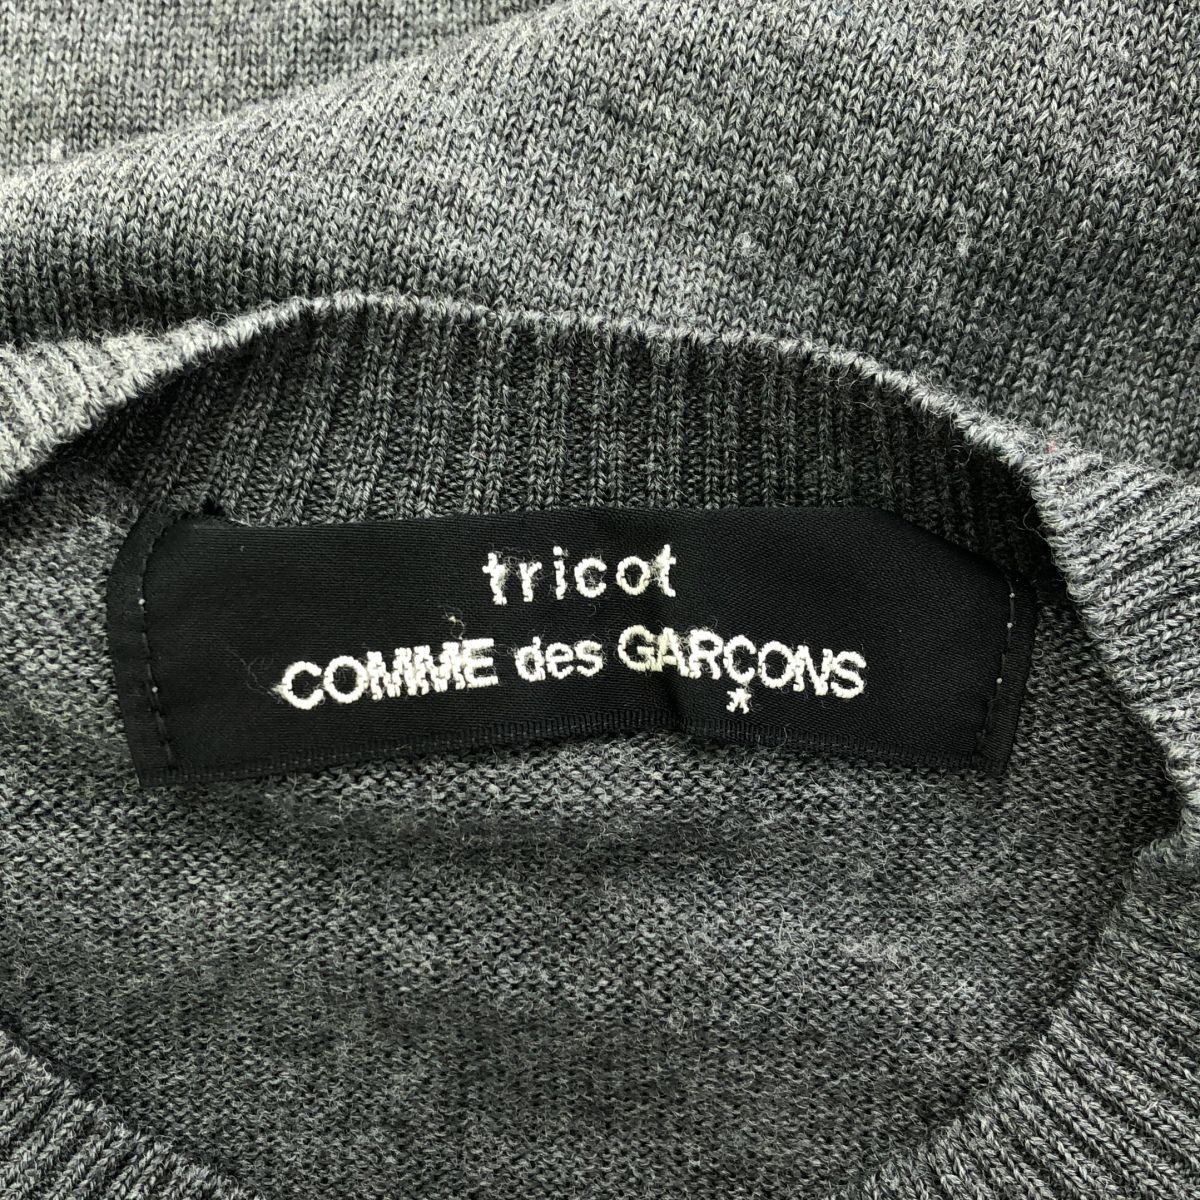 tricot
COMME des GARÇONS
*